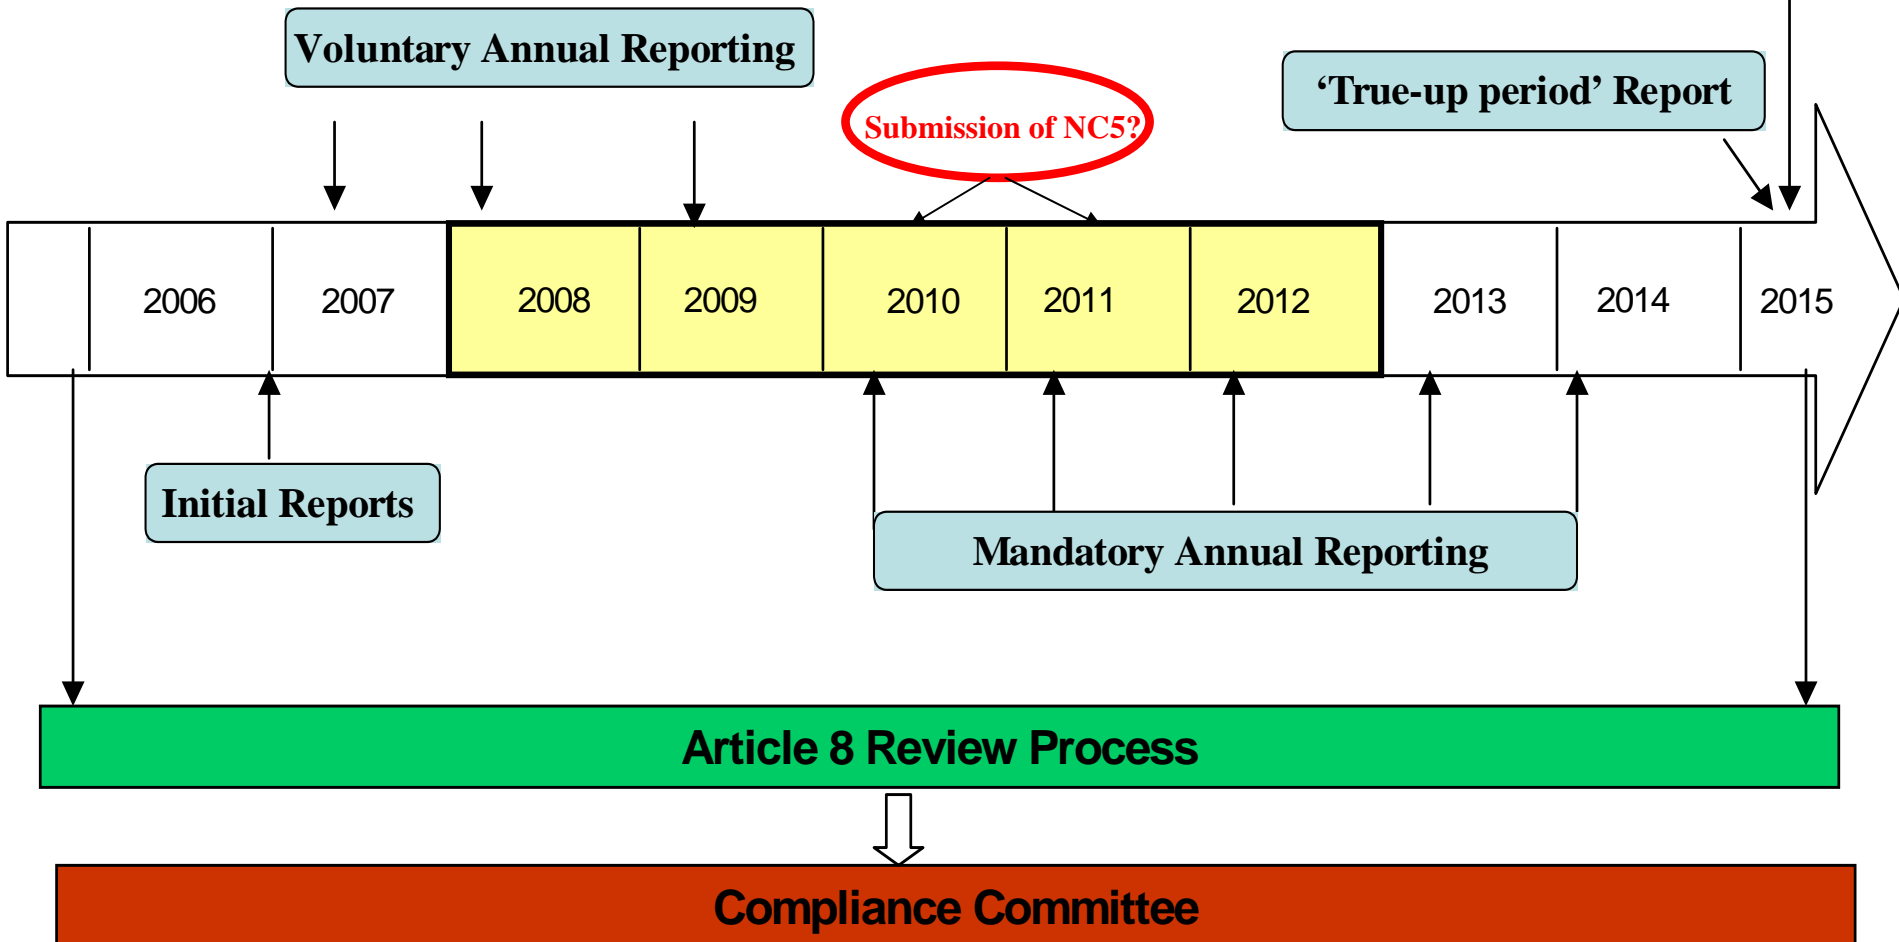 Voluntary Annual Reporting
‘True-up period’ Report
Submission of NC5?
2006 2007 2008 2009 2010 2011 2012 2013 2014 2015
Initial Reports
Mandatory Annual Reporting
Article 8 Review Process
Compliance Committee